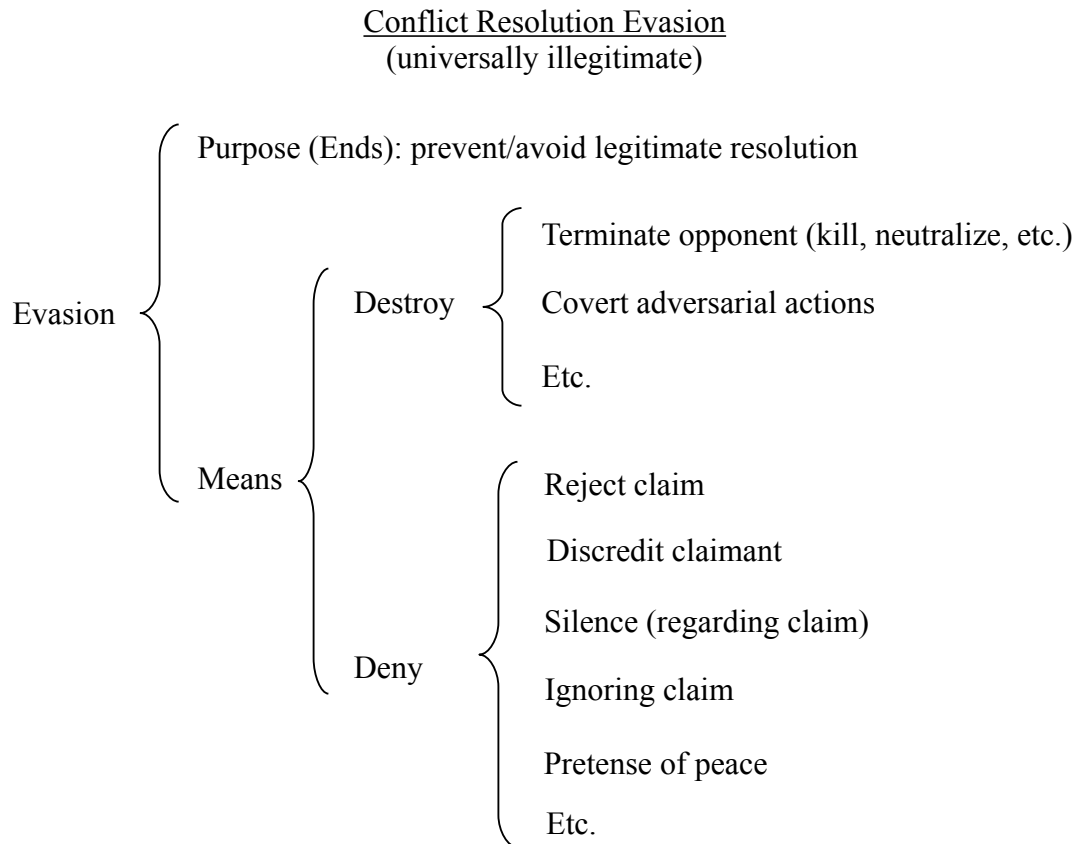 Conflict Resolution Evasion
(universally illegitimate)
Purpose (Ends): prevent/avoid legitimate resolution
Terminate opponent (kill, neutralize, etc.)
Destroy
Covert adversarial actions
Evasion
Etc.
Means
Reject claim
Discredit claimant
Silence (regarding claim)
Deny
Ignoring claim
Pretense of peace
Etc.